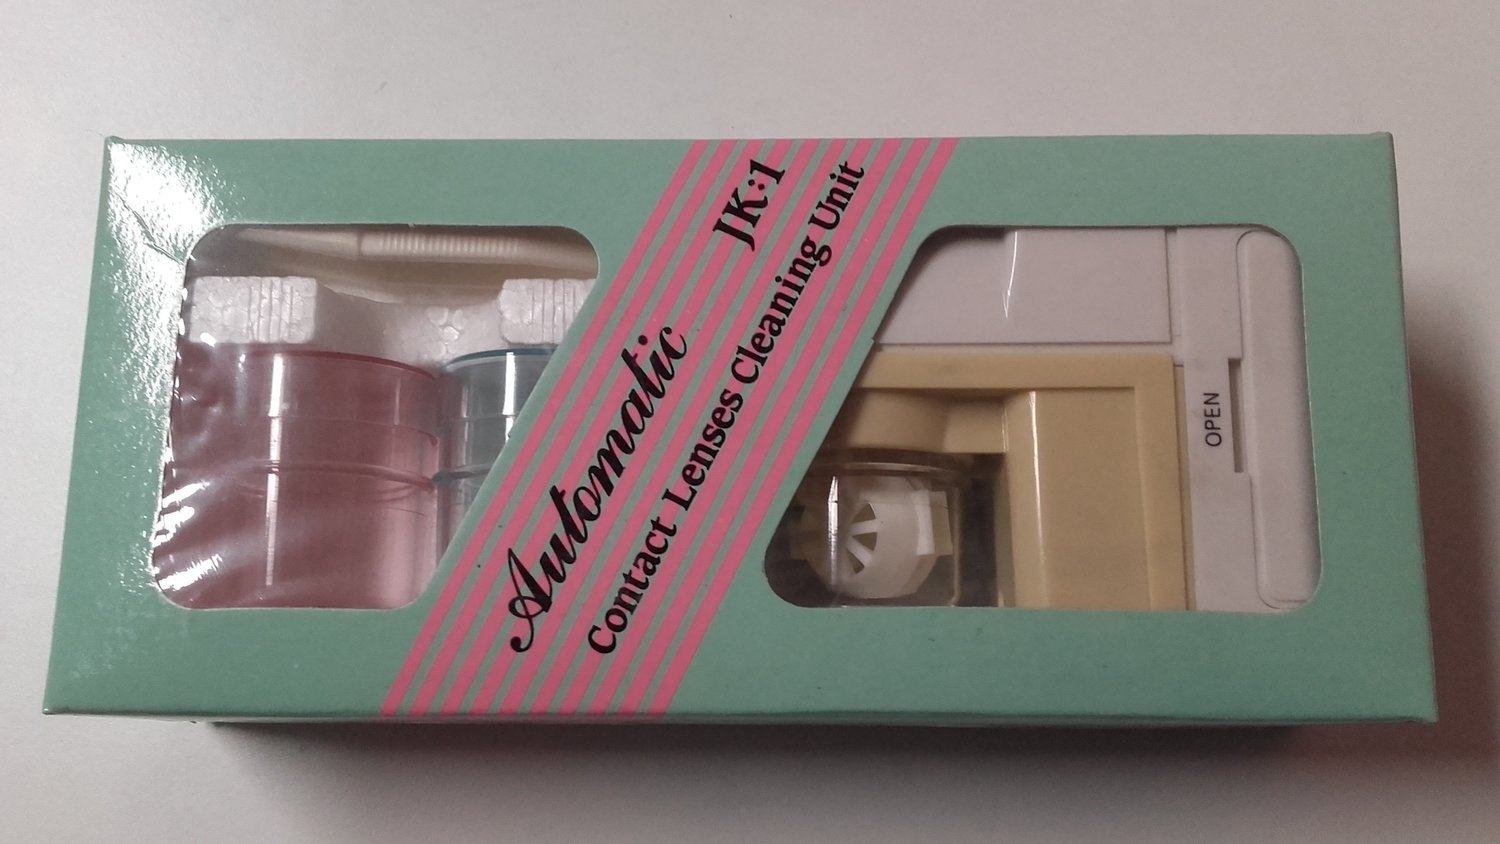 JK:1
Automatic
Contact Lenses Cleaning Unit
OPEN